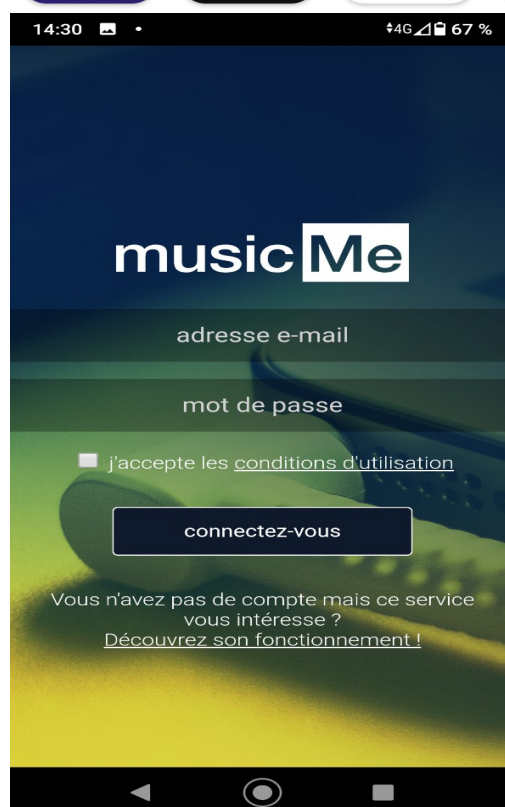 14:30 4G 67 %
musicMe
adresse e-mail
mot de passe
j'accepte les conditions d'utilisation
connectez-vous
Vous n'avez pas de compte mais ce service
vous intéresse ?
Découvrez son fonctionnement !